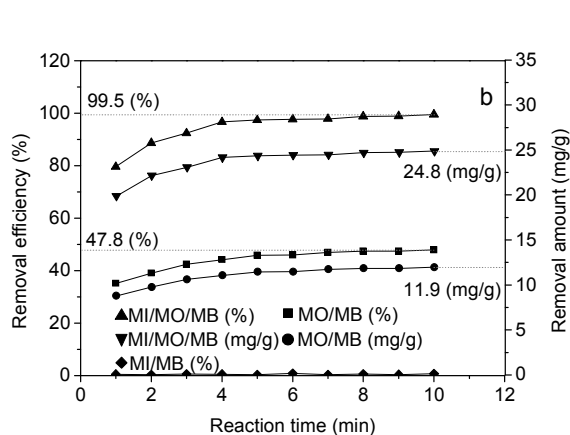 b
99.5 (%)
24.8 (mg/g)
47.8 (%)
11.9 (mg/g)
MI/MO/MB (%)
MO/MB (%)
MI/MO/MB (mg/g)
MO/MB (mg/g)
MI/MB (%)
Removal efficiency (%)
120
100
80
60
40
20
0
Removal amount (mg/g)
35
30
25
20
15
10
5
0
0 2 4 6 8 10 12
Reaction time (min)